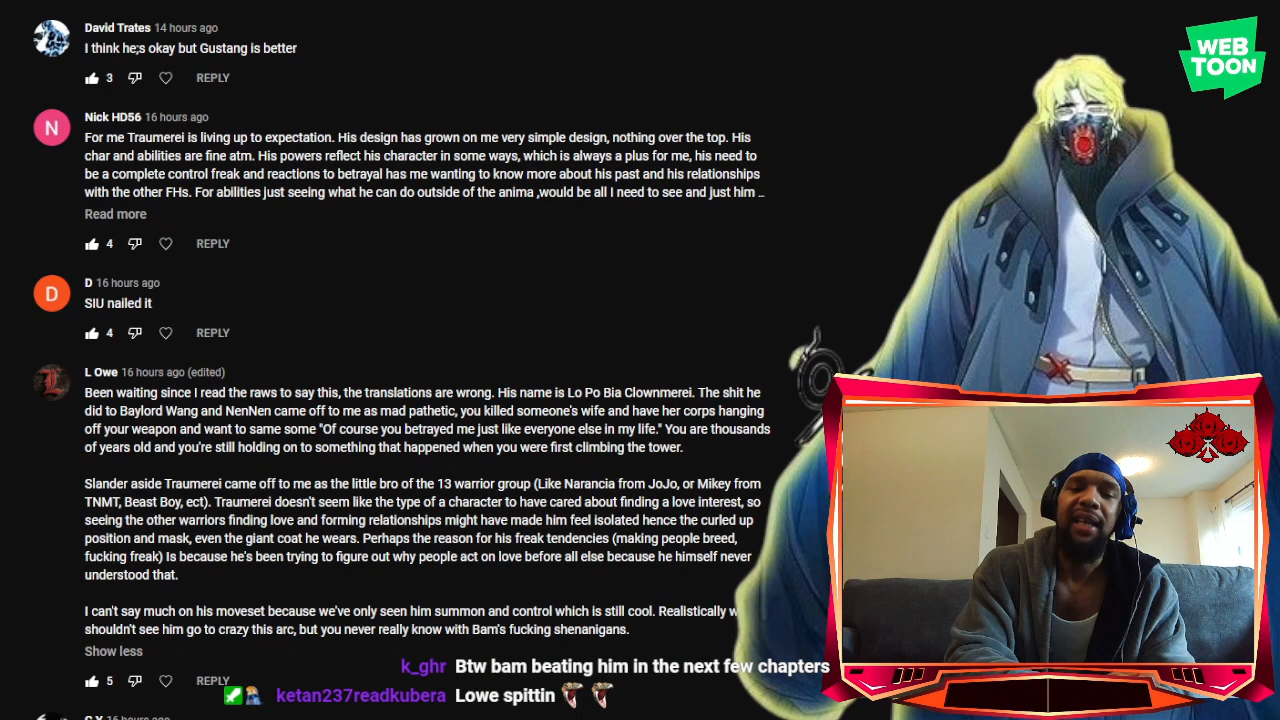 David Trates 14 hours ago
I think he;s okay but Gustang is better
3 REPLY
N
Nick HD56 16 hours ago
For me Traumerei is living up to expectation. His design has grown on me very simple design, nothing over the top. His
char and abilities are fine atm. His powers reflect his character in some ways, which is always a plus for me, his need to
be a complete control freak and reactions to betrayal has me wanting to know more about his past and his relationships
with the other FHs. For abilities just seeing what he can do outside of the anima ,would be all I need to see and just him ...
Read more
4 REPLY
D
D 16 hours ago
SIU nailed it
4 REPLY
L Owe 16 hours ago (edited)
Been waiting since I read the raws to say this, the translations are wrong. His name is Lo Po Bia Clownmerei. The shit he
did to Baylord Wang and NenNen came off to me as mad pathetic, you killed someone's wife and have her corps hanging
off your weapon and want to same some "Of course you betrayed me just like everyone else in my life." You are thousands
of years old and you're still holding on to something that happened when you were first climbing the tower.
Slander aside Traumerei came off to me as the little bro of the 13 warrior group (Like Narancia from JoJo, or Mikey from
TNMT, Beast Boy, ect). Traumerei doesn't seem like the type of a character to have cared about finding a love interest, so
seeing the other warriors finding love and forming relationships might have made him feel isolated hence the curled up
position and mask, even the giant coat he wears. Perhaps the reason for his freak tendencies (making people breed,
fucking freak) Is because he's been trying to figure out why people act on love before all else because he himself never
understood that.
I can't say much on his moveset because we've only seen him summon and control which is still cool. Realistically w
shouldn't see him go to crazy this arc, but you never really know with Bam's fucking shenanigans.
Show less
5 REPLY
k_ghr Btw bam beating him in the next few chapters
ketan237readkubera Lowe spittin
16 hours ago
WEB
TOON